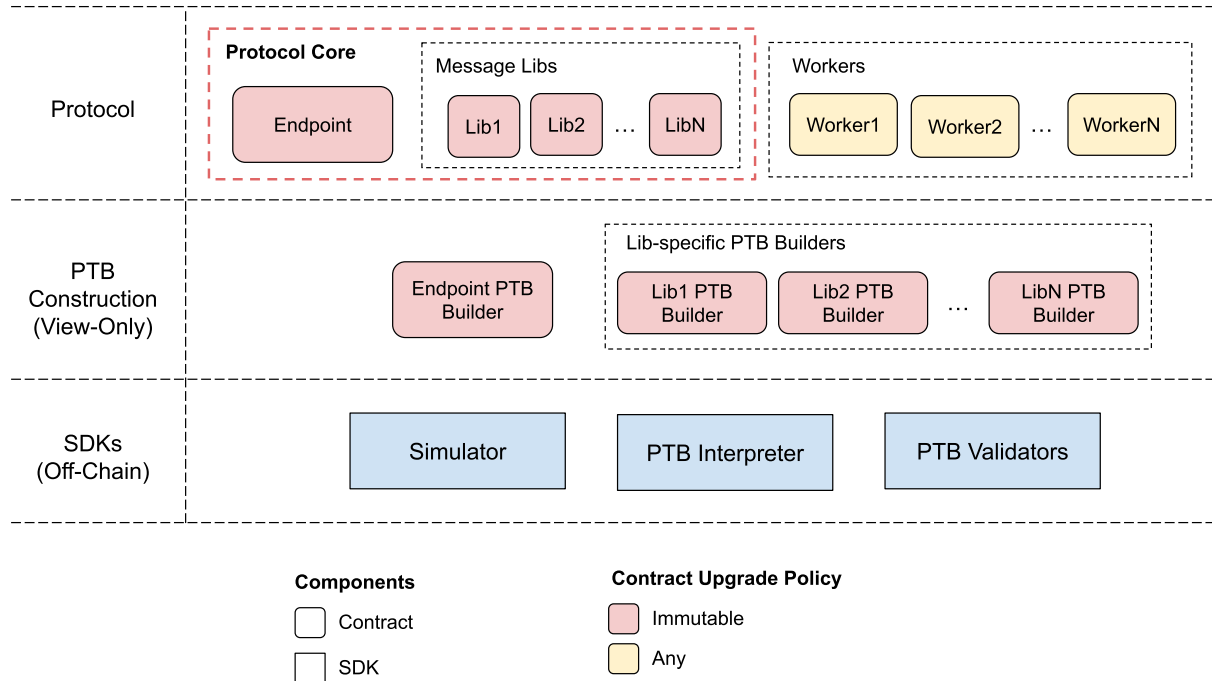 Protocol
Protocol Core
Endpoint
Message Libs
Lib1
Lib2
...
LibN
Workers
Worker1
Worker2
...
WorkerN
PTB
Construction
(View-Only)
Endpoint PTB
Builder
Lib-specific PTB Builders
Lib1 PTB
Builder
Lib2 PTB
Builder
...
LibN PTB
Builder
SDKs
(Off-Chain)
Simulator
PTB Interpreter
PTB Validators
Components
Contract
SDK
Contract Upgrade Policy
Immutable
Any